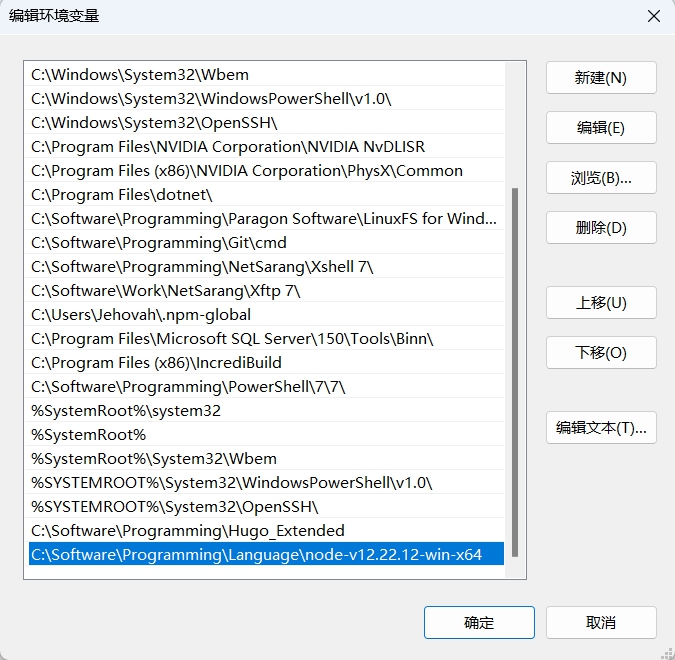 编辑环境变量
C:\Windows\System32\Wbem
C:\Windows\System32\WindowsPowerShell\v1.0\
C:\Windows\System32\OpenSSH\
C:\Program Files\NVIDIA Corporation\NVIDIA NvDLISR
C:\Program Files (x86)\NVIDIA Corporation\PhysX\Common
C:\Program Files\dotnet\
C:\Software\Programming\Paragon Software\LinuxFS for Wind...
C:\Software\Programming\Git\cmd
C:\Software\Programming\NetSarang\Xshell 7\
C:\Software\Work\NetSarang\Xftp 7\
C:\Users\Jehovah\.npm-global
C:\Program Files\Microsoft SQL Server\150\Tools\Binn\
C:\Program Files (x86)\IncrediBuild
C:\Software\Programming\PowerShell\7\7\
%SystemRoot%\system32
%SystemRoot%
%SystemRoot%\System32\Wbem
%SYSTEMROOT%\System32\WindowsPowerShell\v1.0\
%SYSTEMROOT%\System32\OpenSSH\
C:\Software\Programming\Hugo_Extended
C:\Software\Programming\Language\node-v12.22.12-win-x64
新建(N)
编辑(E)
浏览(B)...
删除(D)
上移(U)
下移(O)
编辑文本(T)...
确定
取消